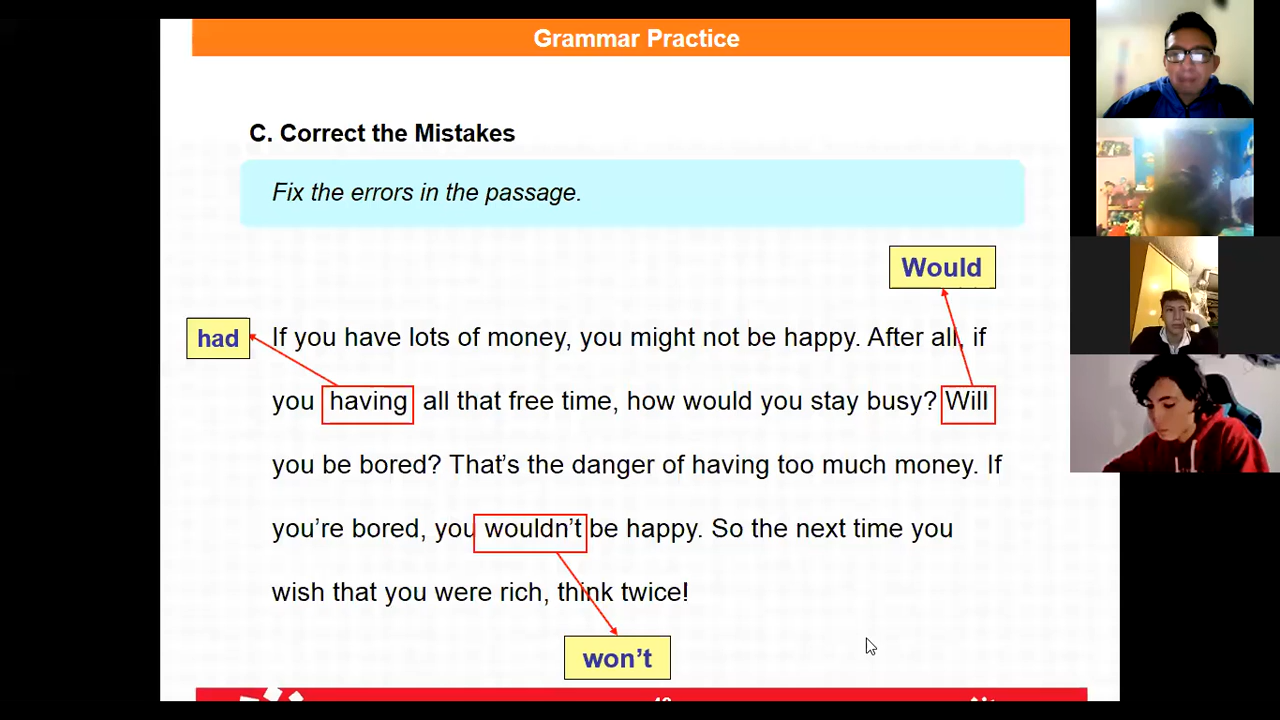 Grammar Practice
C. Correct the Mistakes
Fix the errors in the passage.
Would
had
If you have lots of money, you might not be happy. After all, if
you having all that free time, how would you stay busy? Will
you be bored? That's the danger of having too much money. If
you're bored, you wouldn't be happy. So the next time you
wish that you were rich, think twice!
won't